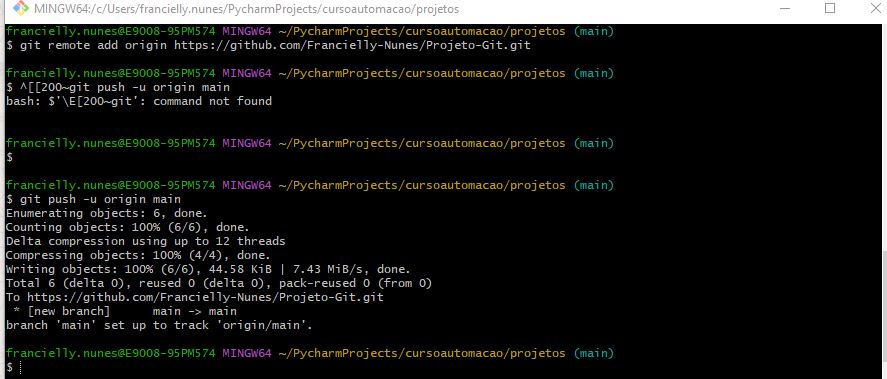 MINGW64:/c/Users/francielly.nunes/PycharmProjects/cursoautomacao/projetos
francielly.nunes@E9008-95PM574 MINGW64 ~/PycharmProjects/cursoautomacao/projetos (main)
$ git remote add origin https://github.com/Francielly-Nunes/Projeto-Git.git
francielly.nunes@E9008-95PM574 MINGW64 ~/PycharmProjects/cursoautomacao/projetos (main)
$ ^[[200~git push -u origin main
bash: $'\E[200~git': command not found
francielly.nunes@E9008-95PM574 MINGW64 ~/PycharmProjects/cursoautomacao/projetos (main)
$
francielly.nunes@E9008-95PM574 MINGW64 ~/PycharmProjects/cursoautomacao/projetos (main)
$ git push -u origin main
Enumerating objects: 6, done.
Counting objects: 100% (6/6), done.
Delta compression using up to 12 threads
Compressing objects: 100% (4/4), done.
Writing objects: 100% (6/6), 44.58 KiB | 7.43 MiB/s, done.
Total 6 (delta 0), reused 0 (delta 0), pack-reused 0 (from 0)
To https://github.com/Francielly-Nunes/Projeto-Git.git
 * [new branch]      main -> main
branch 'main' set up to track 'origin/main'.
francielly.nunes@E9008-95PM574 MINGW64 ~/PycharmProjects/cursoautomacao/projetos (main)
$